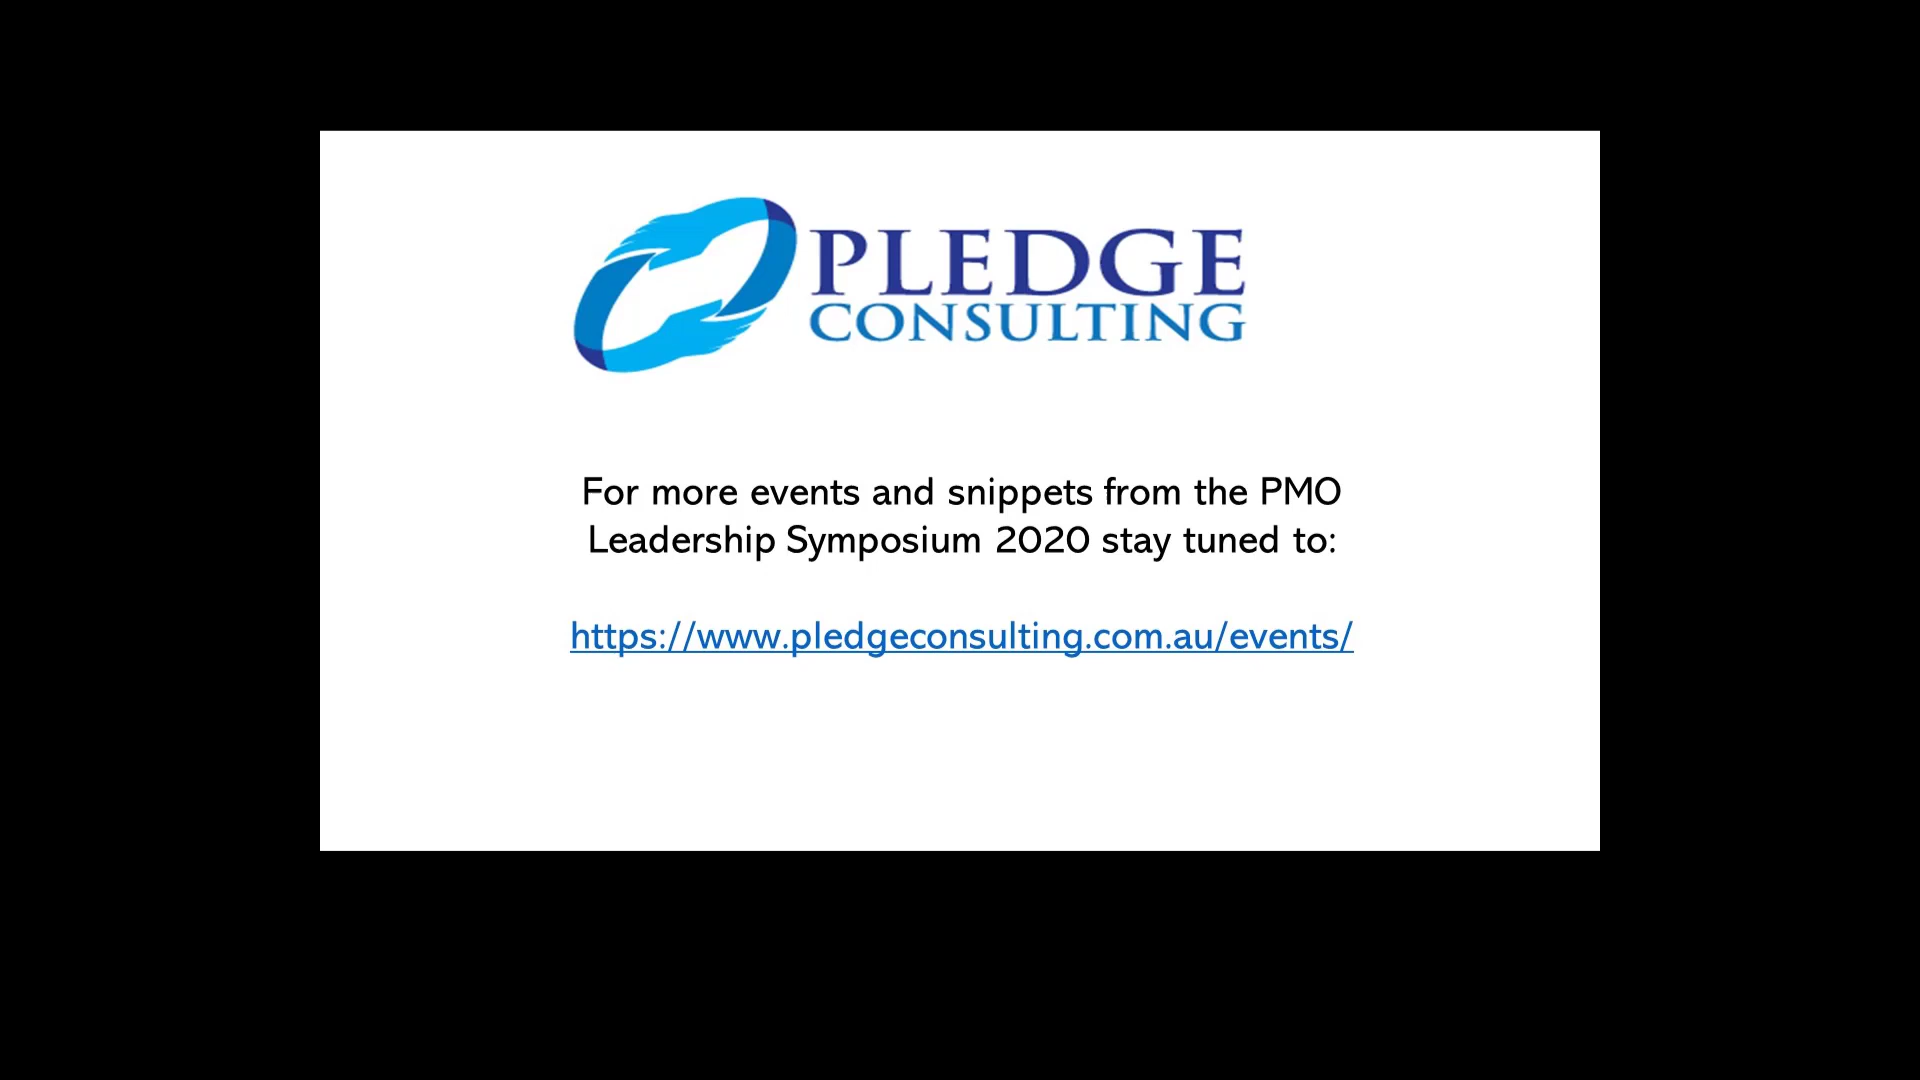 PLEDGE
CONSULTING
For more events and snippets from the PMO
Leadership Symposium 2020 stay tuned to:
https://www.pledgeconsulting.com.au/events/